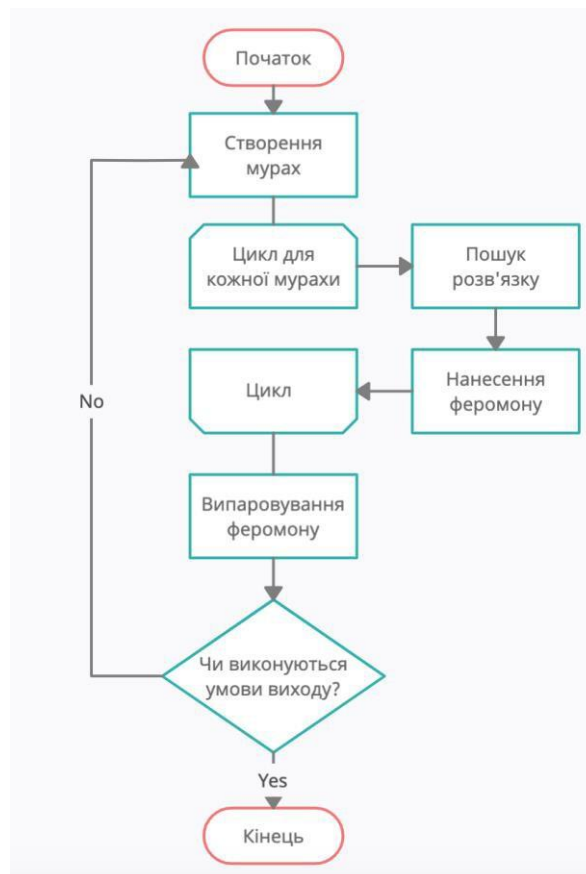 Початок
Створення
мурах
Цикл для
кожної мурахи
Пошук
розв'язку
Нанесення
феромону
Цикл
No
Випаровування
феромону
Чи виконуються
умови виходу?
Yes
Кінець